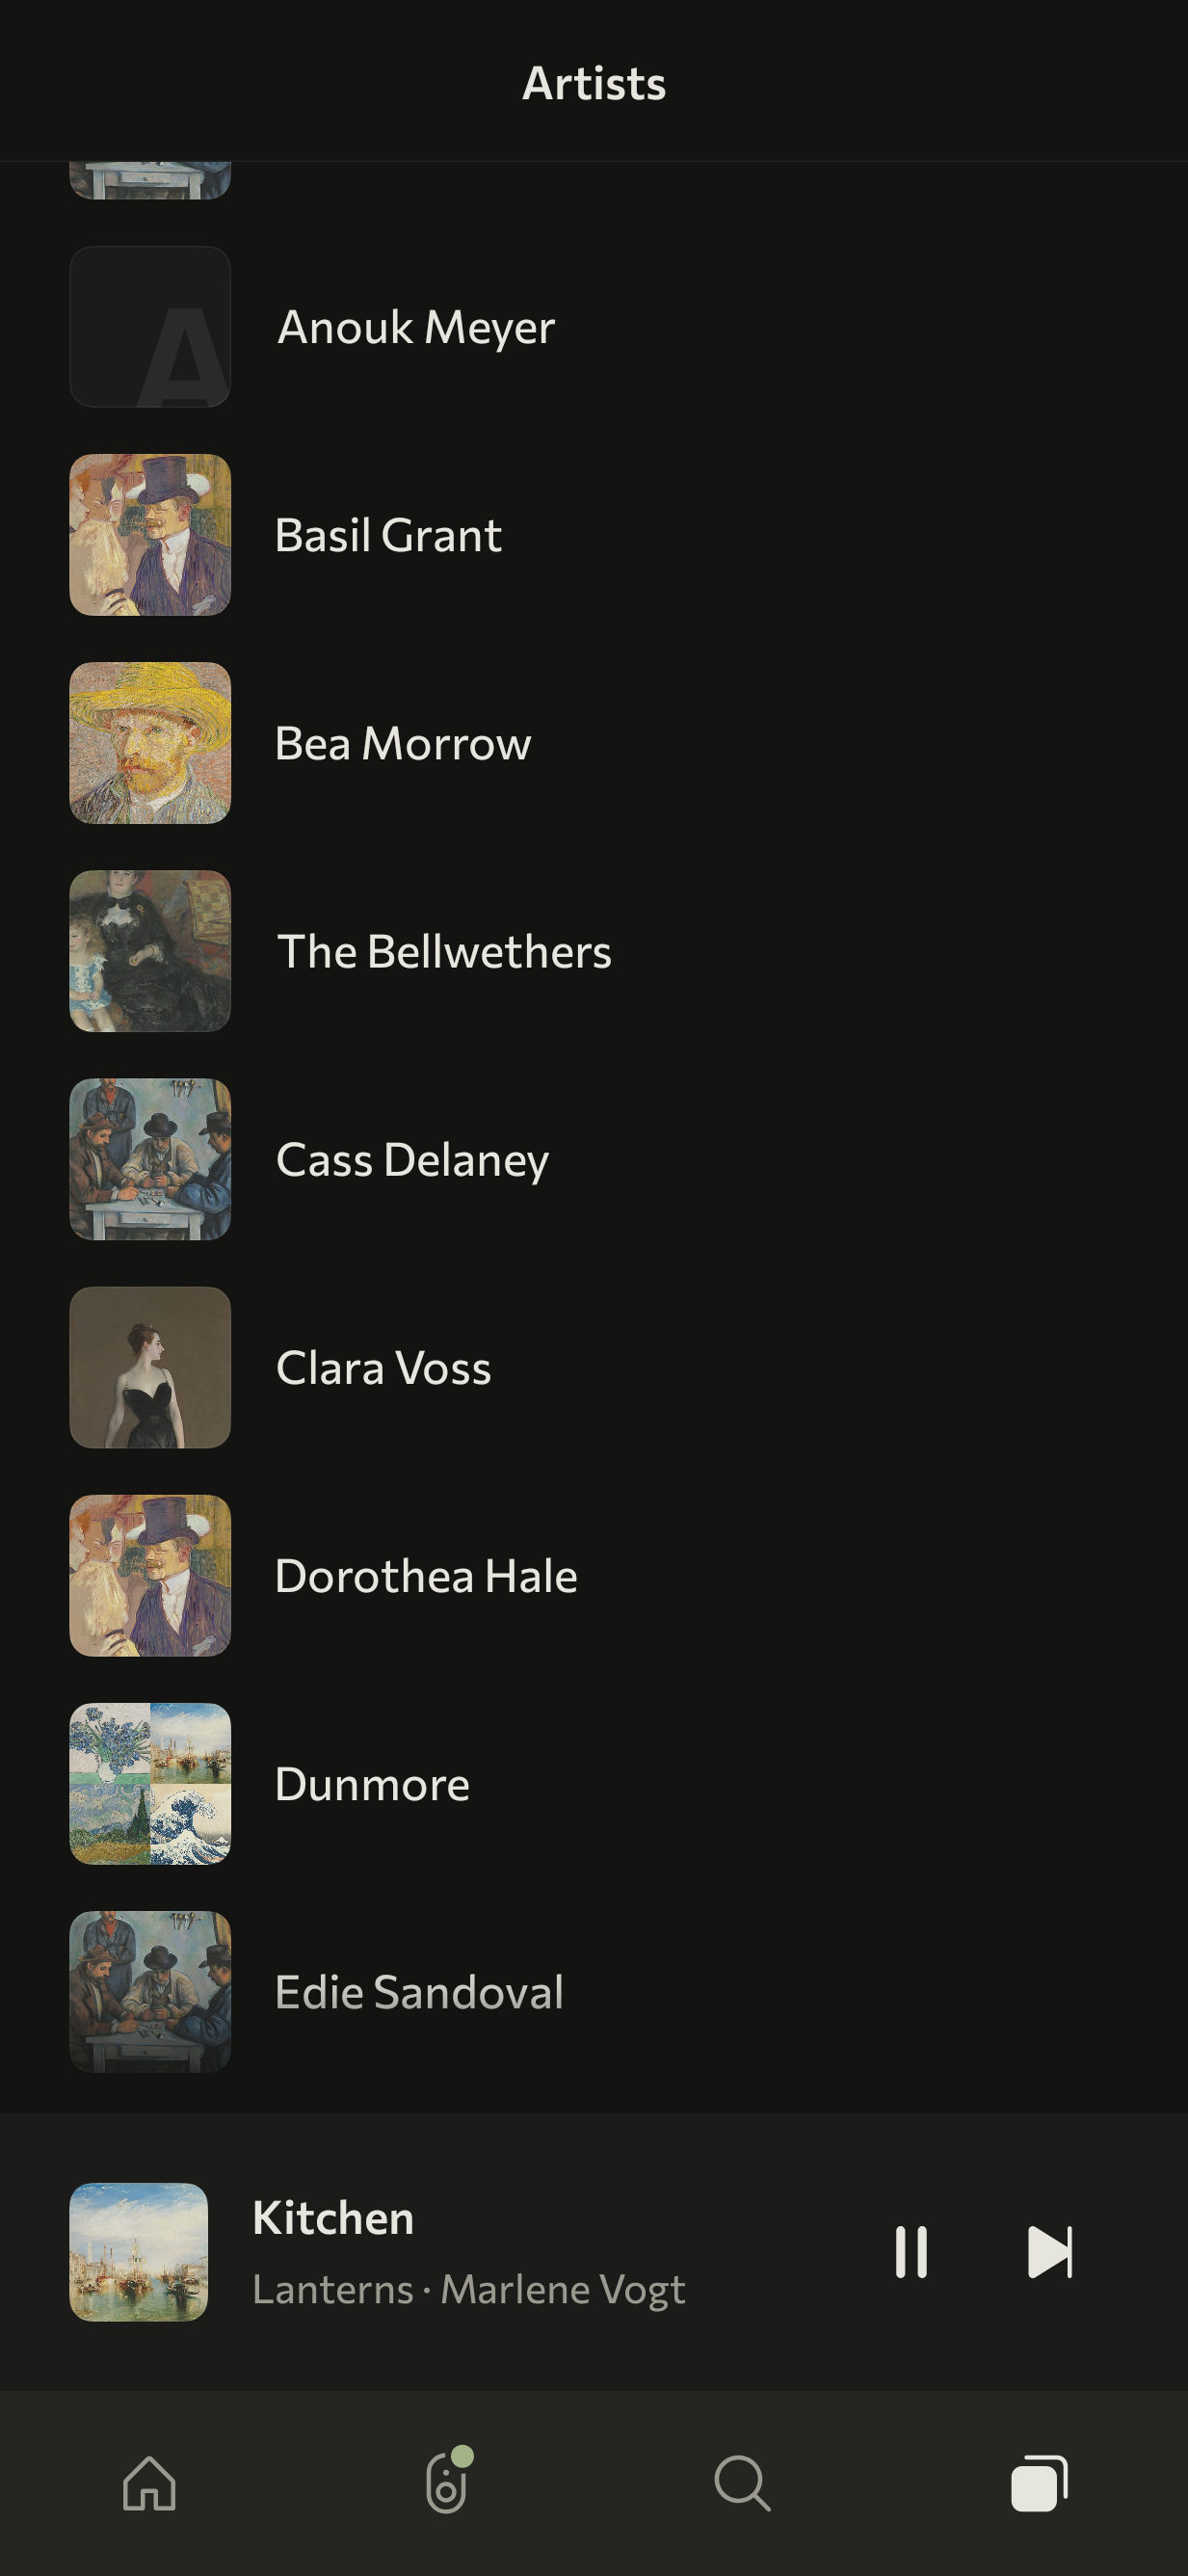 Artists
A
Anouk Meyer
Basil Grant
Bea Morrow
The Bellwethers
Cass Delaney
Clara Voss
Dorothea Hale
Dunmore
Edie Sandoval
Kitchen
Lanterns · Marlene Vogt